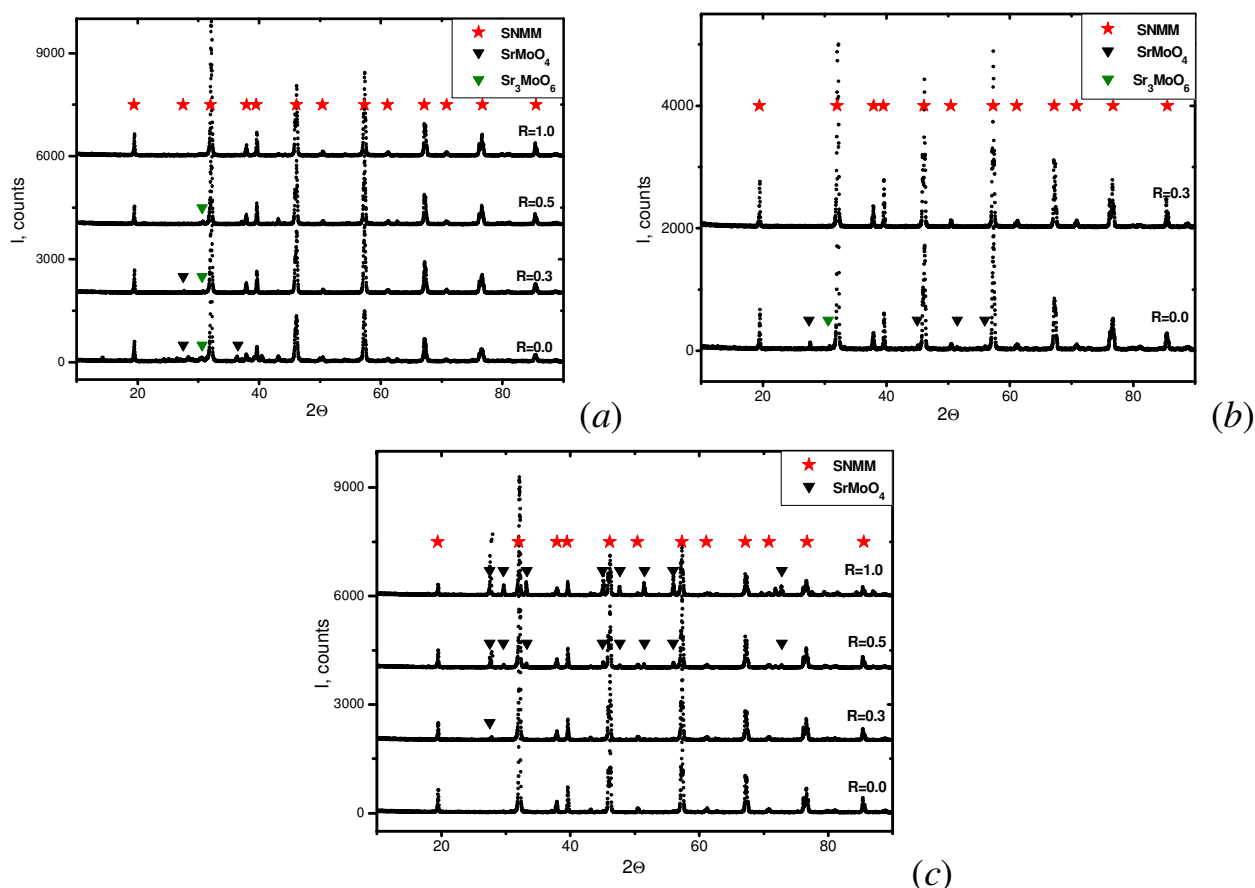 I, counts
9000
6000
3000
0
SNMM
SrMoO₄
Sr₃MoO₆
R=1.0
R=0.5
R=0.3
R=0.0
20 40 60 80
2Θ
(a)
I, counts
4000
2000
0
SNMM
SrMoO₄
Sr₃MoO₆
R=0.3
R=0.0
20 40 60 80
2Θ
(b)
I, counts
9000
6000
3000
0
SNMM
SrMoO₄
R=1.0
R=0.5
R=0.3
R=0.0
20 40 60 80
2Θ
(c)